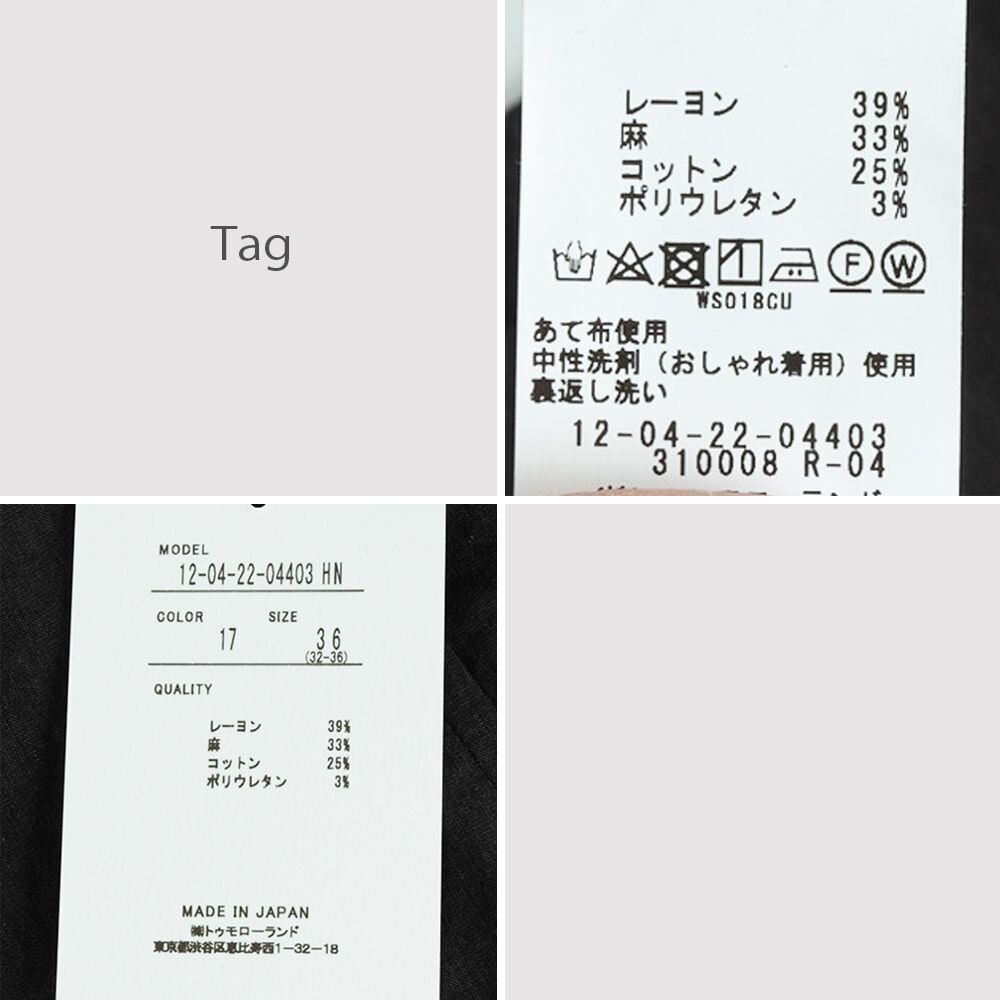 Tag
レーヨン 39%
麻 33%
コットン 25%
ポリウレタン 3%
F W
WS018CU
あて布使用
中性洗剤（おしゃれ着用）使用
裏返し洗い
12-04-22-04403
310008 R-04
MODEL
12-04-22-04403 HN
COLOR SIZE
17 36
(32-36)
QUALITY
レーヨン 39%
麻 33%
コットン 25%
ポリウレタン 3%
MADE IN JAPAN
㈱トゥモローランド
東京都渋谷区恵比寿西1-32-18